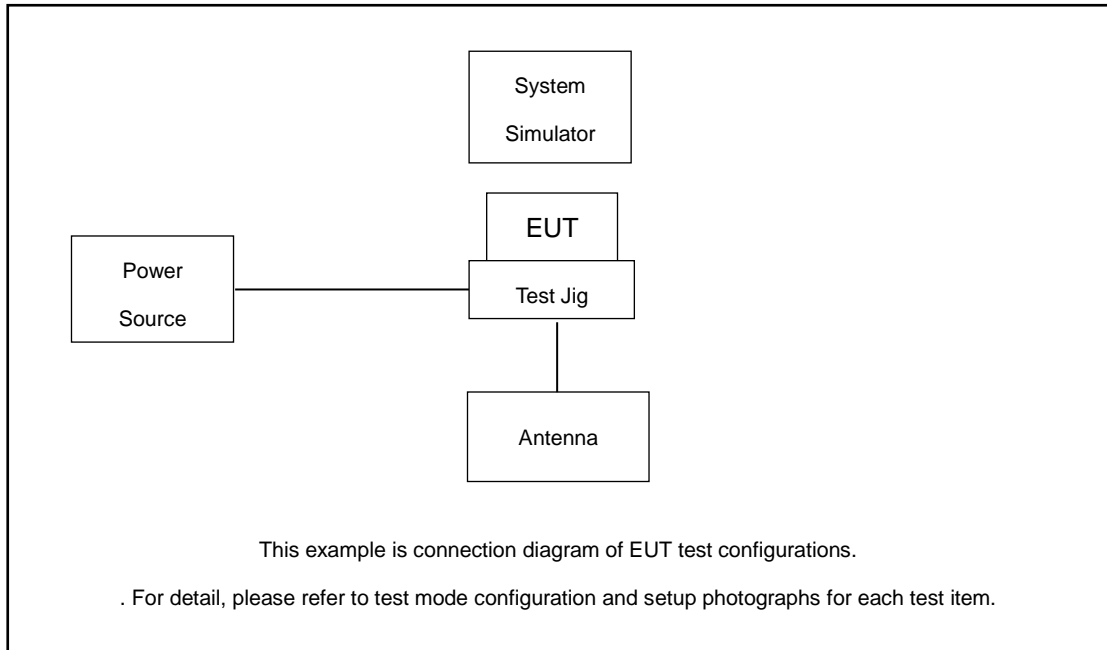 System
Simulator
EUT
Power
Source
Test Jig
Antenna
This example is connection diagram of EUT test configurations.
. For detail, please refer to test mode configuration and setup photographs for each test item.